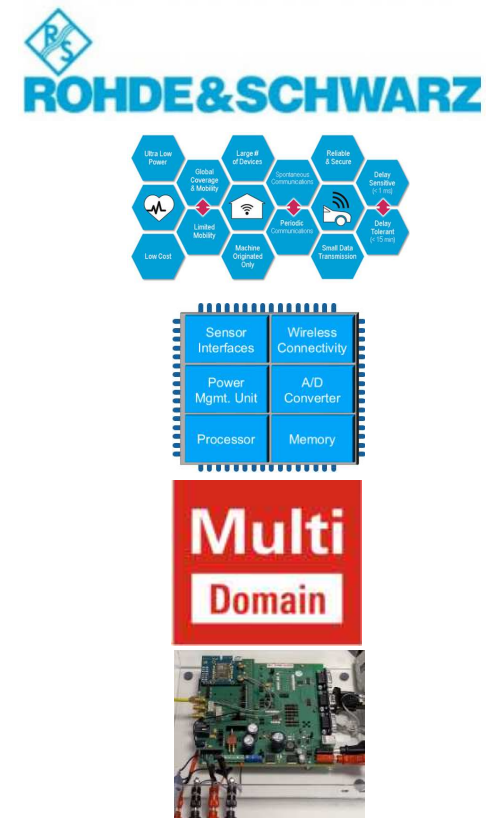 R S
ROHDE&SCHWARZ
Ultra Low
Power
Large #
of Devices
Reliable
& Secure
Global
Coverage
& Mobility
Spontaneous
Communications
Delay
Sensitive
(< 1 ms)
Limited
Mobility
Periodic
Communications
Delay
Tolerant
(< 15 min)
Low Cost
Machine
Originated
Only
Small Data
Transmission
Sensor
Interfaces
Wireless
Connectivity
Power
Mgmt. Unit
A/D
Converter
Processor
Memory
Multi
Domain